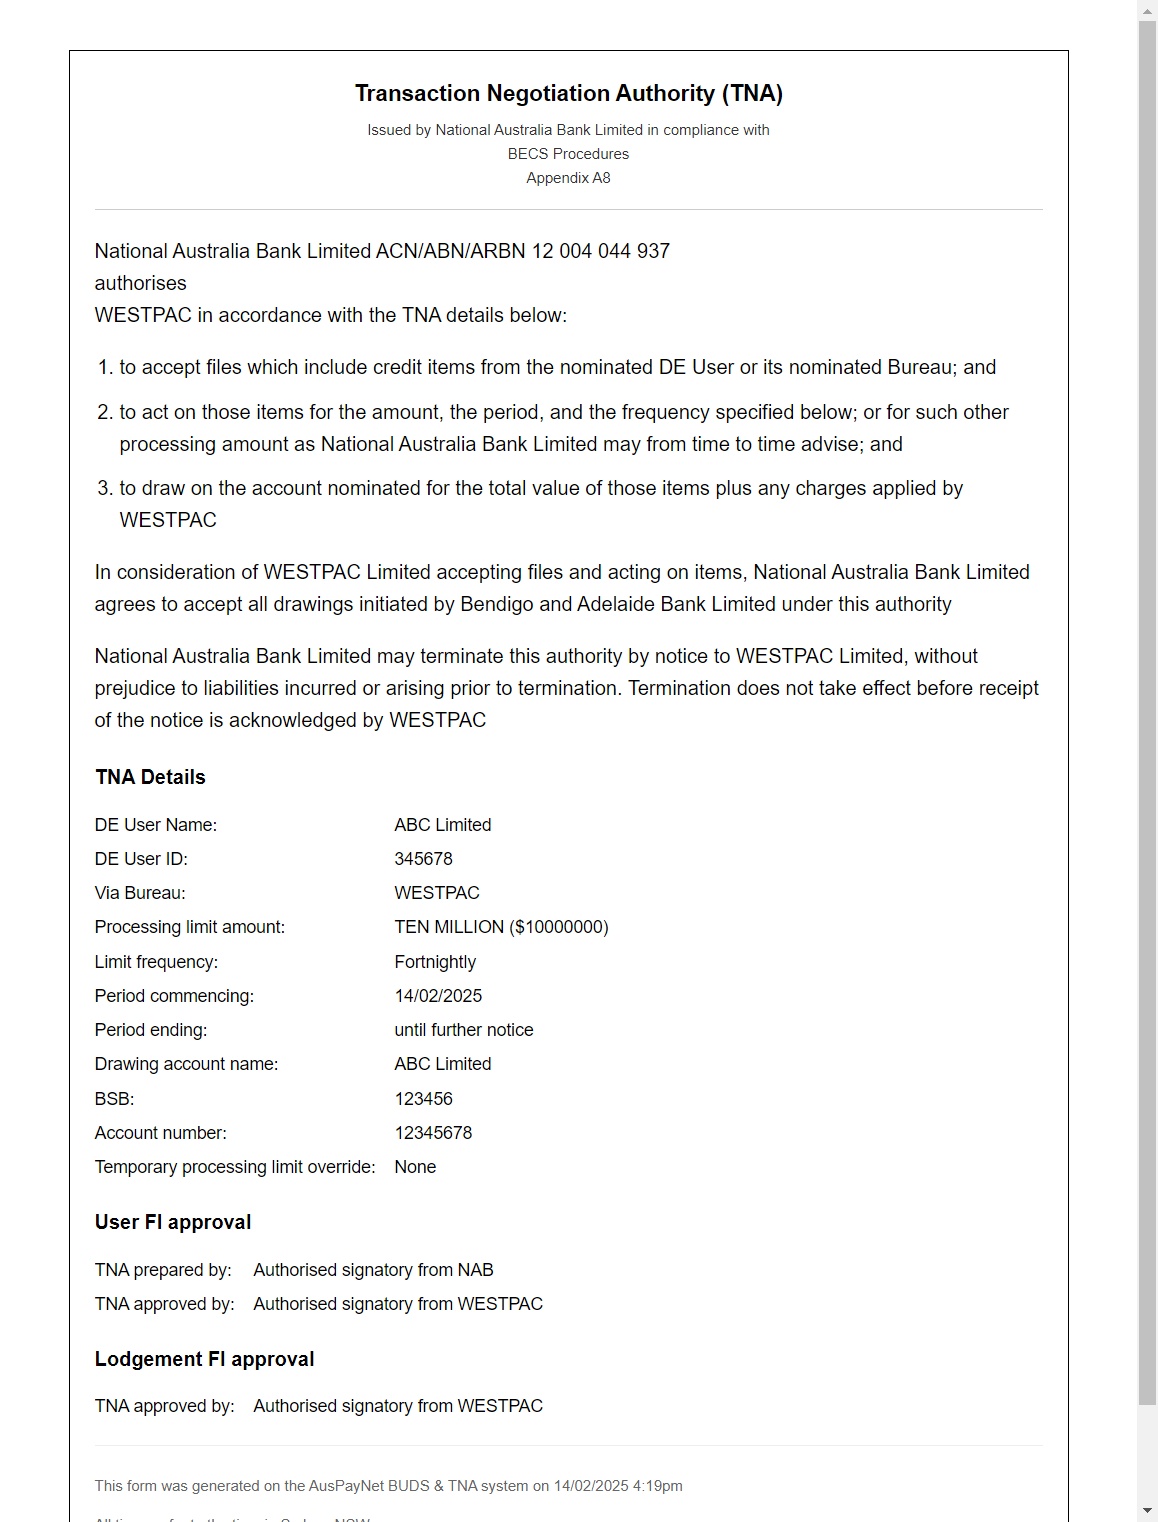 Transaction Negotiation Authority (TNA)
Issued by National Australia Bank Limited in compliance with
BECS Procedures
Appendix A8
National Australia Bank Limited ACN/ABN/ARBN 12 004 044 937
authorises
WESTPAC in accordance with the TNA details below:
1. to accept files which include credit items from the nominated DE User or its nominated Bureau; and
2. to act on those items for the amount, the period, and the frequency specified below; or for such other
processing amount as National Australia Bank Limited may from time to time advise; and
3. to draw on the account nominated for the total value of those items plus any charges applied by
WESTPAC
In consideration of WESTPAC Limited accepting files and acting on items, National Australia Bank Limited
agrees to accept all drawings initiated by Bendigo and Adelaide Bank Limited under this authority
National Australia Bank Limited may terminate this authority by notice to WESTPAC Limited, without
prejudice to liabilities incurred or arising prior to termination. Termination does not take effect before receipt
of the notice is acknowledged by WESTPAC
TNA Details
DE User Name: ABC Limited
DE User ID: 345678
Via Bureau: WESTPAC
Processing limit amount: TEN MILLION ($10000000)
Limit frequency: Fortnightly
Period commencing: 14/02/2025
Period ending: until further notice
Drawing account name: ABC Limited
BSB: 123456
Account number: 12345678
Temporary processing limit override: None
User FI approval
TNA prepared by: Authorised signatory from NAB
TNA approved by: Authorised signatory from WESTPAC
Lodgement FI approval
TNA approved by: Authorised signatory from WESTPAC
This form was generated on the AusPayNet BUDS & TNA system on 14/02/2025 4:19pm